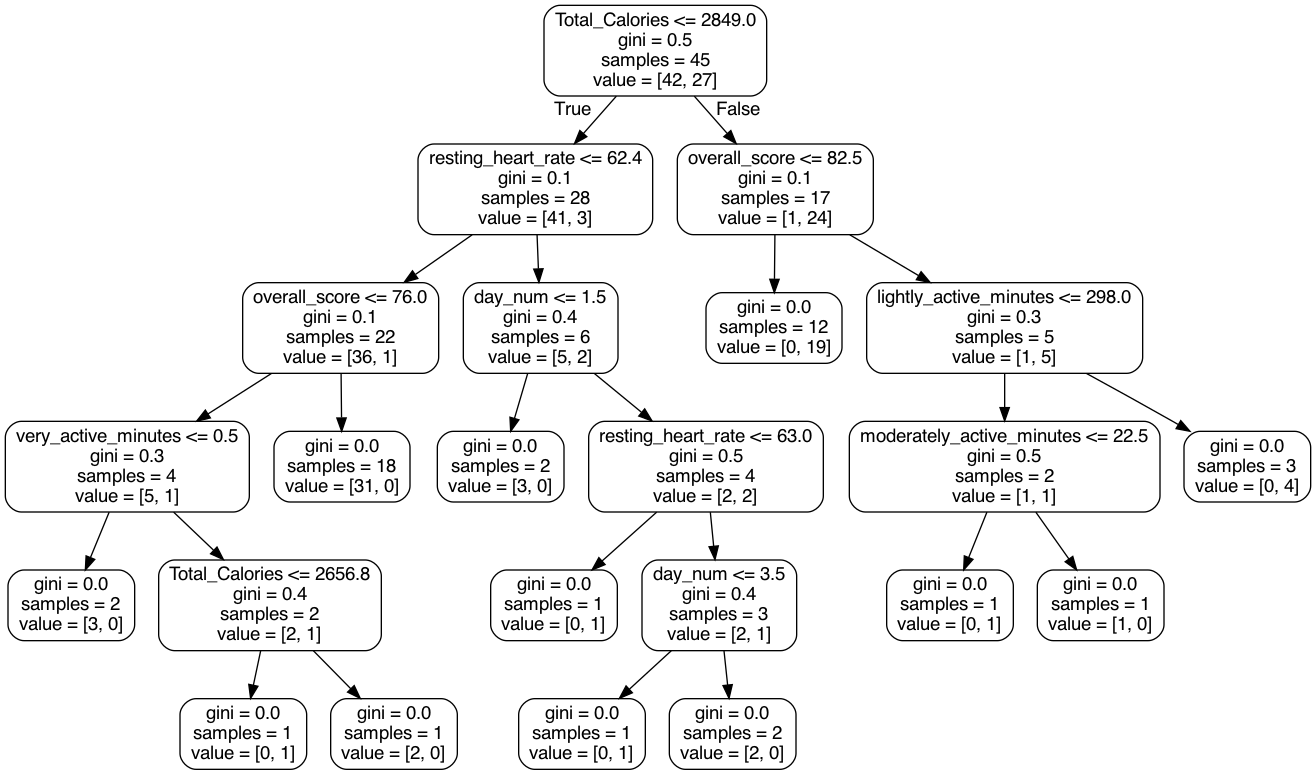 Total_Calories <= 2849.0
gini = 0.5
samples = 45
value = [42, 27]
True
False
resting_heart_rate <= 62.4
gini = 0.1
samples = 28
value = [41, 3]
overall_score <= 82.5
gini = 0.1
samples = 17
value = [1, 24]
overall_score <= 76.0
gini = 0.1
samples = 22
value = [36, 1]
day_num <= 1.5
gini = 0.4
samples = 6
value = [5, 2]
gini = 0.0
samples = 12
value = [0, 19]
lightly_active_minutes <= 298.0
gini = 0.3
samples = 5
value = [1, 5]
very_active_minutes <= 0.5
gini = 0.3
samples = 4
value = [5, 1]
gini = 0.0
samples = 18
value = [31, 0]
gini = 0.0
samples = 2
value = [3, 0]
resting_heart_rate <= 63.0
gini = 0.5
samples = 4
value = [2, 2]
moderately_active_minutes <= 22.5
gini = 0.5
samples = 2
value = [1, 1]
gini = 0.0
samples = 3
value = [0, 4]
gini = 0.0
samples = 2
value = [3, 0]
Total_Calories <= 2656.8
gini = 0.4
samples = 2
value = [2, 1]
gini = 0.0
samples = 1
value = [0, 1]
day_num <= 3.5
gini = 0.4
samples = 3
value = [2, 1]
gini = 0.0
samples = 1
value = [0, 1]
gini = 0.0
samples = 1
value = [1, 0]
gini = 0.0
samples = 1
value = [0, 1]
gini = 0.0
samples = 1
value = [2, 0]
gini = 0.0
samples = 1
value = [0, 1]
gini = 0.0
samples = 2
value = [2, 0]